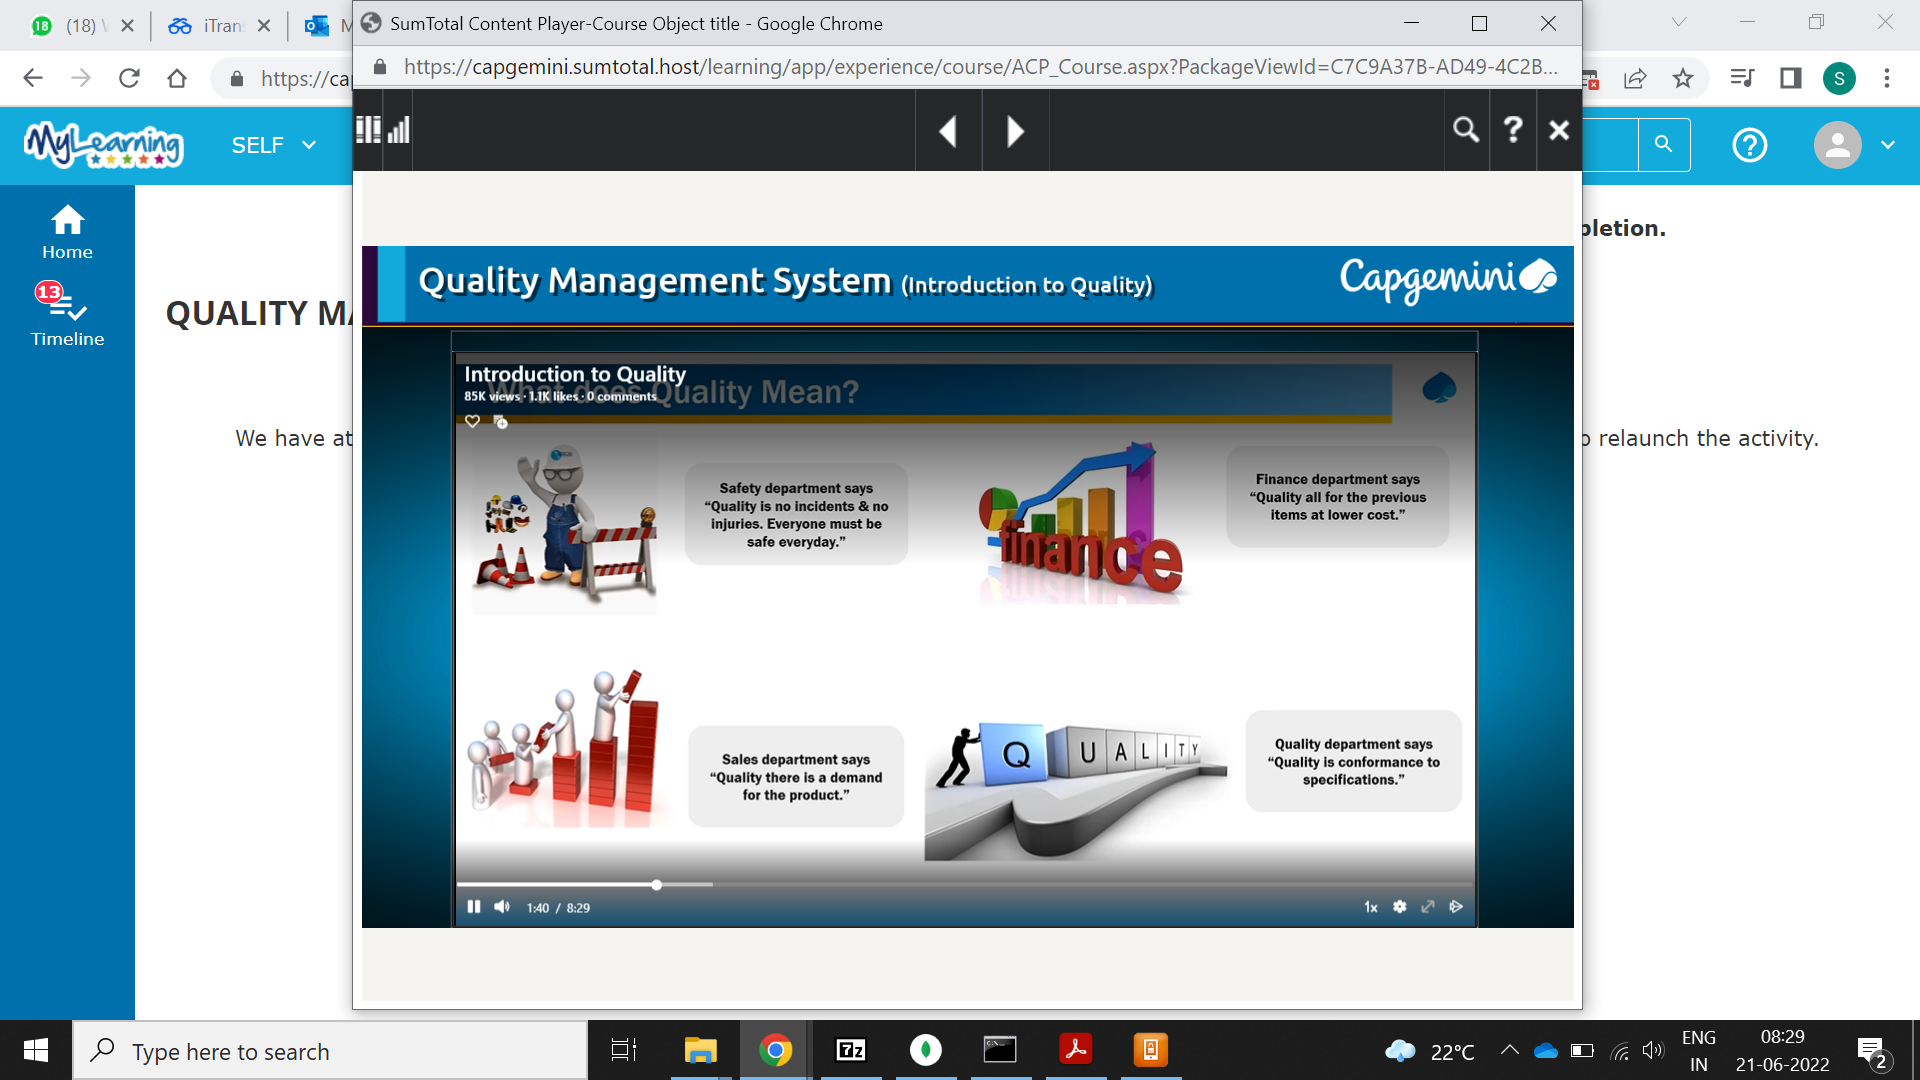 18
(18) W
iTran
M
SumTotal Content Player-Course Object title - Google Chrome
https://ca
https://capgemini.sumtotal.host/learning/app/experience/course/ACP_Course.aspx?PackageViewId=C7C9A37B-AD49-4C2B...
S
MyLearning
SELF
?
?
Home
13
Timeline
pletion.
QUALITY MA
We have at
o relaunch the activity.
Quality Management System (Introduction to Quality)
Capgemini
Introduction to Quality
What does Quality Mean?
85K views · 1.1K likes · 0 comments
Safety department says
“Quality is no incidents & no
injuries. Everyone must be
safe everyday.”
finance
Finance department says
“Quality all for the previous
items at lower cost.”
Sales department says
“Quality there is a demand
for the product.”
QUALITY
Quality department says
“Quality is conformance to
specifications.”
1:40 / 8:29
1x
Type here to search
7z
22°C
ENG
IN
08:29
21-06-2022
2